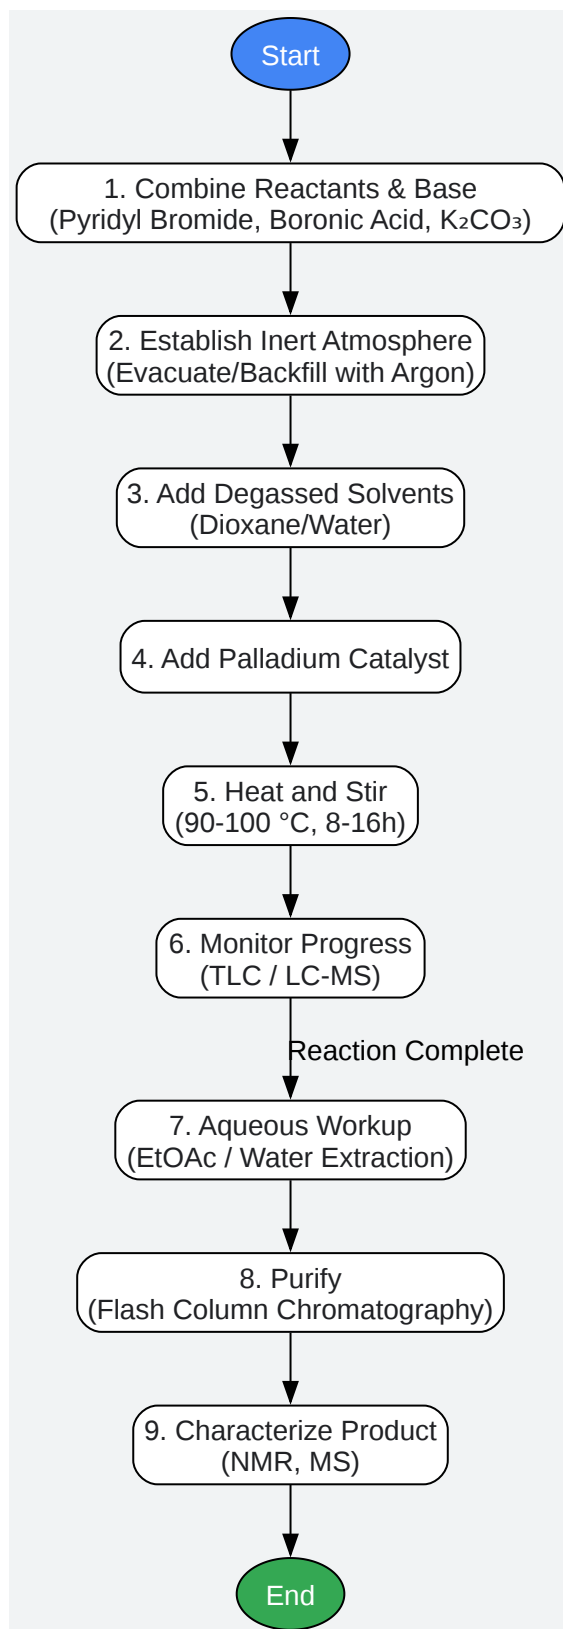 Start
1. Combine Reactants & Base
(Pyridyl Bromide, Boronic Acid, K₂CO₃)
2. Establish Inert Atmosphere
(Evacuate/Backfill with Argon)
3. Add Degassed Solvents
(Dioxane/Water)
4. Add Palladium Catalyst
5. Heat and Stir
(90-100 °C, 8-16h)
6. Monitor Progress
(TLC / LC-MS)
Reaction Complete
7. Aqueous Workup
(EtOAc / Water Extraction)
8. Purify
(Flash Column Chromatography)
9. Characterize Product
(NMR, MS)
End